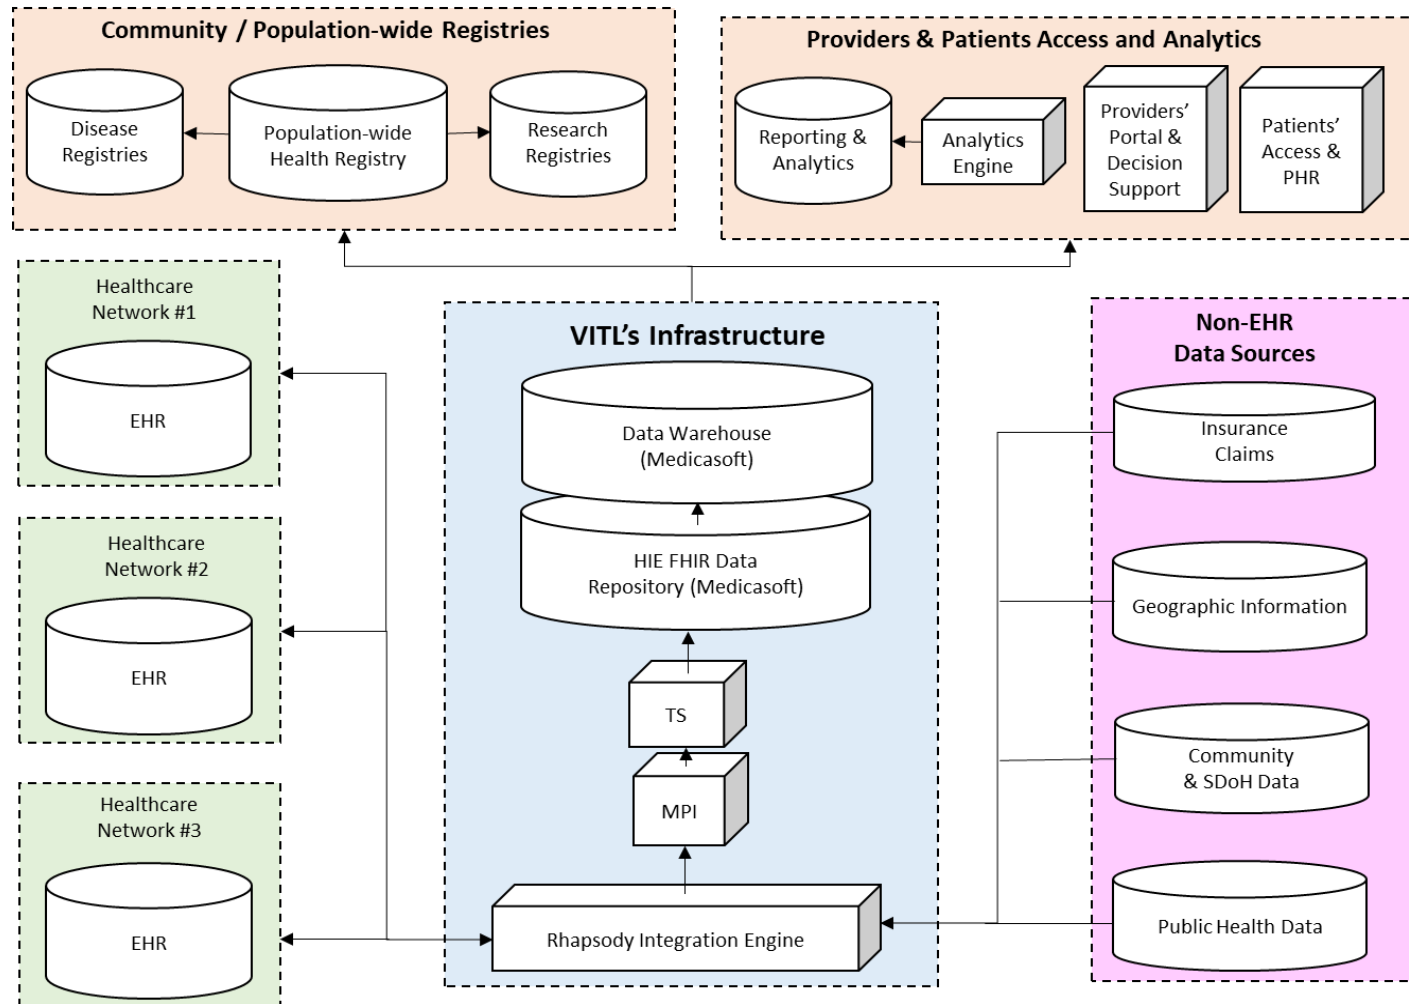 Community / Population-wide Registries
Disease
Registries
Population-wide
Health Registry
Research
Registries
Providers & Patients Access and Analytics
Reporting &
Analytics
Analytics
Engine
Providers’
Portal &
Decision
Support
Patients’
Access &
PHR
Healthcare
Network #1
EHR
Healthcare
Network #2
EHR
Healthcare
Network #3
EHR
VITL’s Infrastructure
Data Warehouse
(Medicasoft)
HIE FHIR Data
Repository (Medicasoft)
TS
MPI
Rhapsody Integration Engine
Non-EHR
Data Sources
Insurance
Claims
Geographic Information
Community
& SDoH Data
Public Health Data